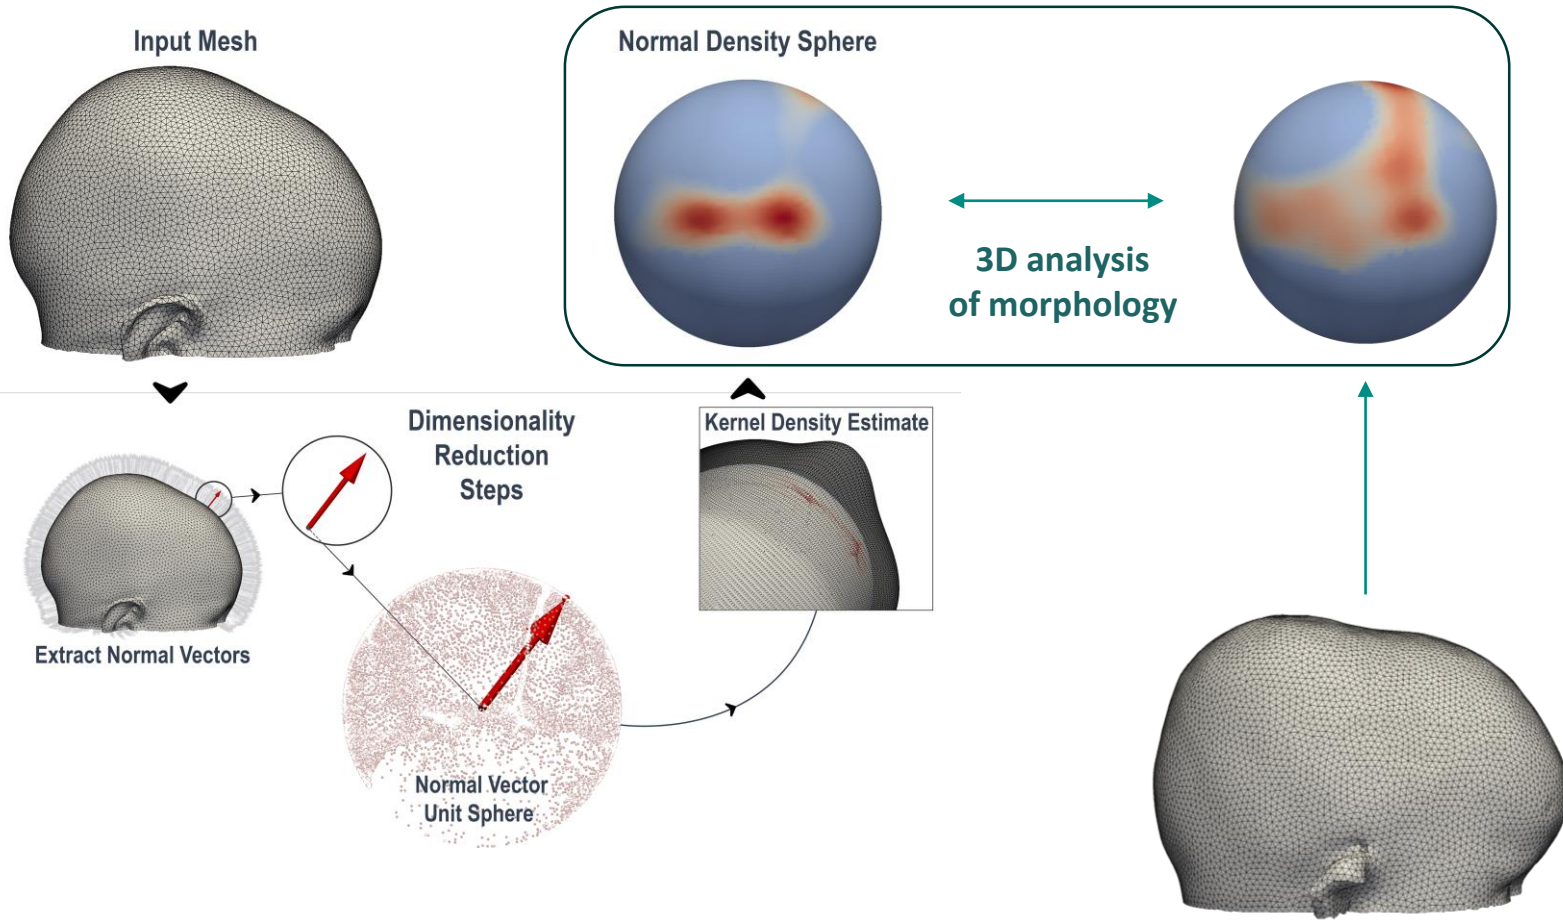 Input Mesh
Normal Density Sphere
3D analysis
of morphology
Dimensionality
Reduction
Steps
Kernel Density Estimate
Extract Normal Vectors
Normal Vector
Unit Sphere